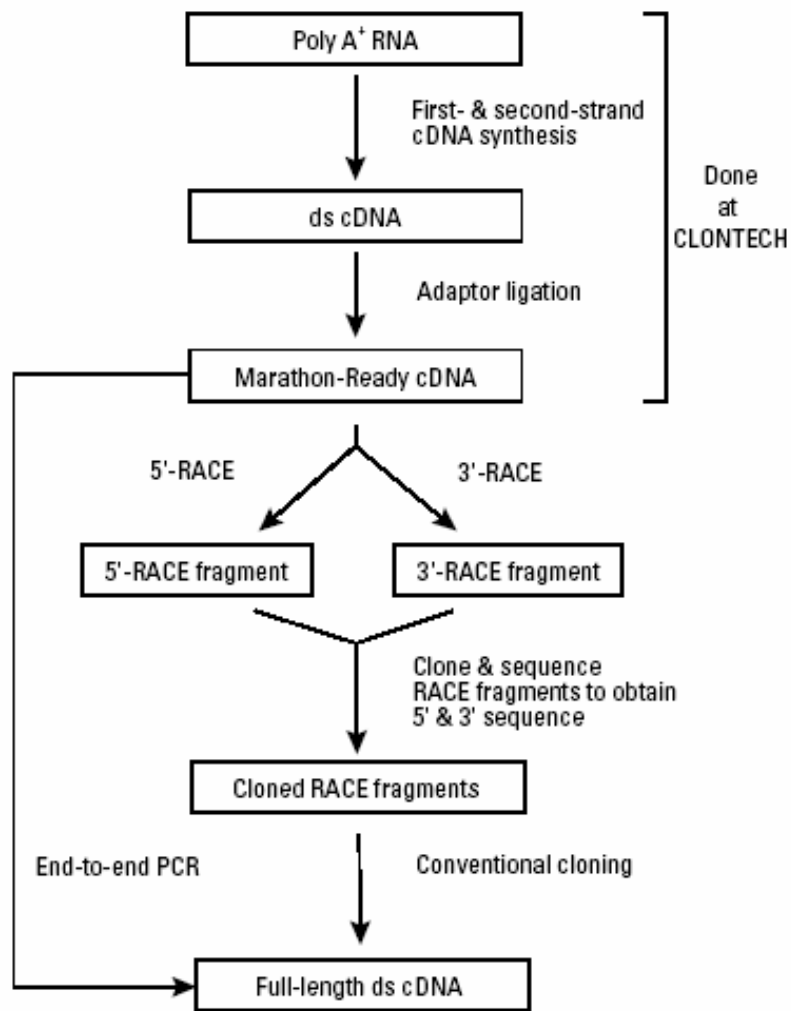 Poly A⁺ RNA
First- & second-strand
cDNA synthesis
Done
at
CLONTECH
ds cDNA
Adaptor ligation
Marathon-Ready cDNA
5'-RACE
3'-RACE
5'-RACE fragment
3'-RACE fragment
Clone & sequence
RACE fragments to obtain
5' & 3' sequence
Cloned RACE fragments
End-to-end PCR
Conventional cloning
Full-length ds cDNA